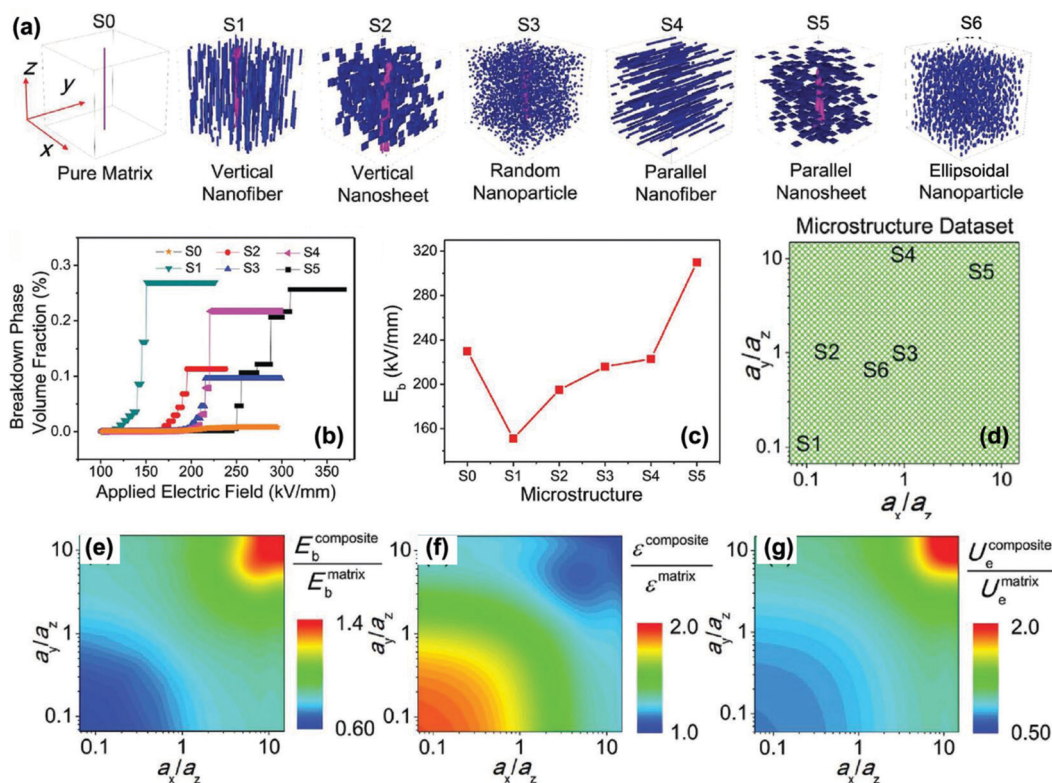 (a)
S0 S1 S2 S3 S4 S5 S6
z
y
x
Pure Matrix
Vertical
Nanofiber
Vertical
Nanosheet
Random
Nanoparticle
Parallel
Nanofiber
Parallel
Nanosheet
Ellipsoidal
Nanoparticle
Breakdown Phase
Volume Fraction (%)
0.3
0.2
0.1
0.0
S0 S2 S4
S1 S3 S5
(b)
100 150 200 250 300 350
Applied Electric Field (kV/mm)
E_b (kV/mm)
320
280
240
200
160
(c)
S0 S1 S2 S3 S4 S5
Microstructure
Microstructure Dataset
a_y/a_z
10
1
0.1
S4
S5
S2
S3
S6
S1
(d)
0.1 1 10
a_x/a_z
(e)
a_y/a_z
10
1
0.1
0.1 1 10
a_x/a_z
E_b^composite
E_b^matrix
1.4
0.60
(f)
a_y/a_z
10
1
0.1
0.1 1 10
a_x/a_z
ε^composite
ε^matrix
2.0
1.0
(g)
a_y/a_z
10
1
0.1
0.1 1 10
a_x/a_z
U_e^composite
U_e^matrix
2.0
0.50